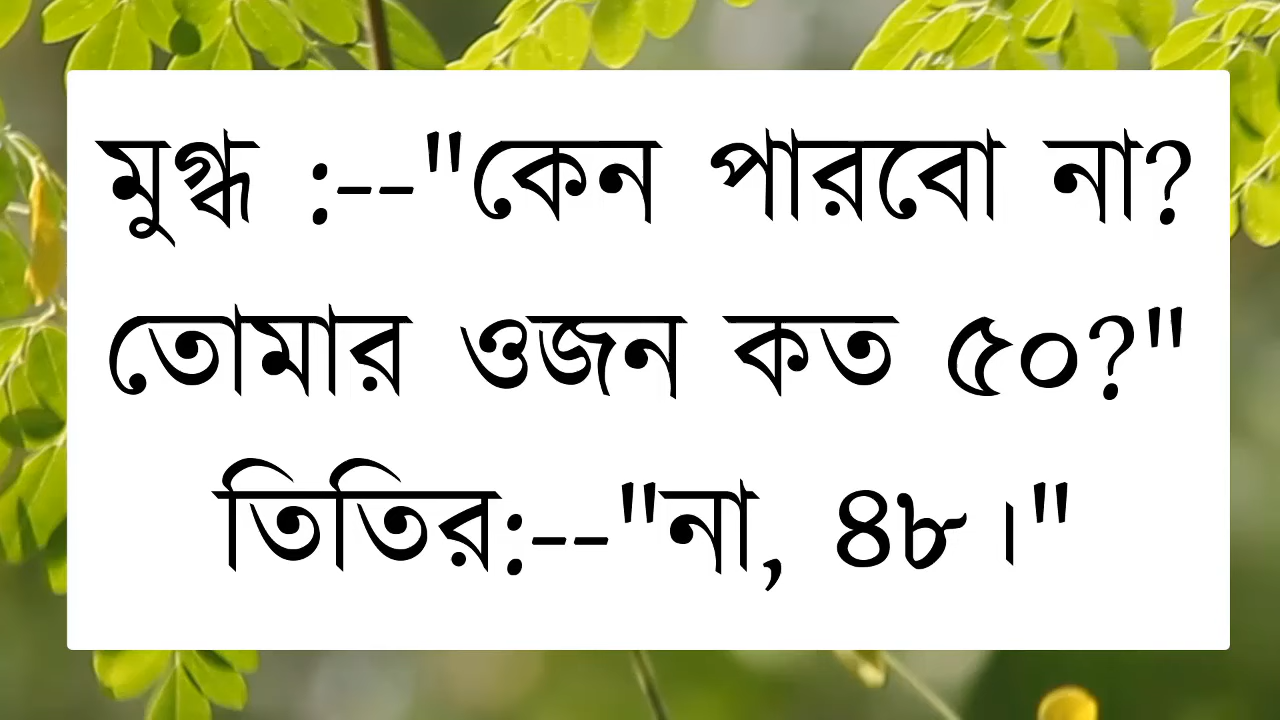 মুগ্ধ :--"কেন পারবো না?
তোমার ওজন কত ৫০?"
তিতির:--"না, ৪৮।"